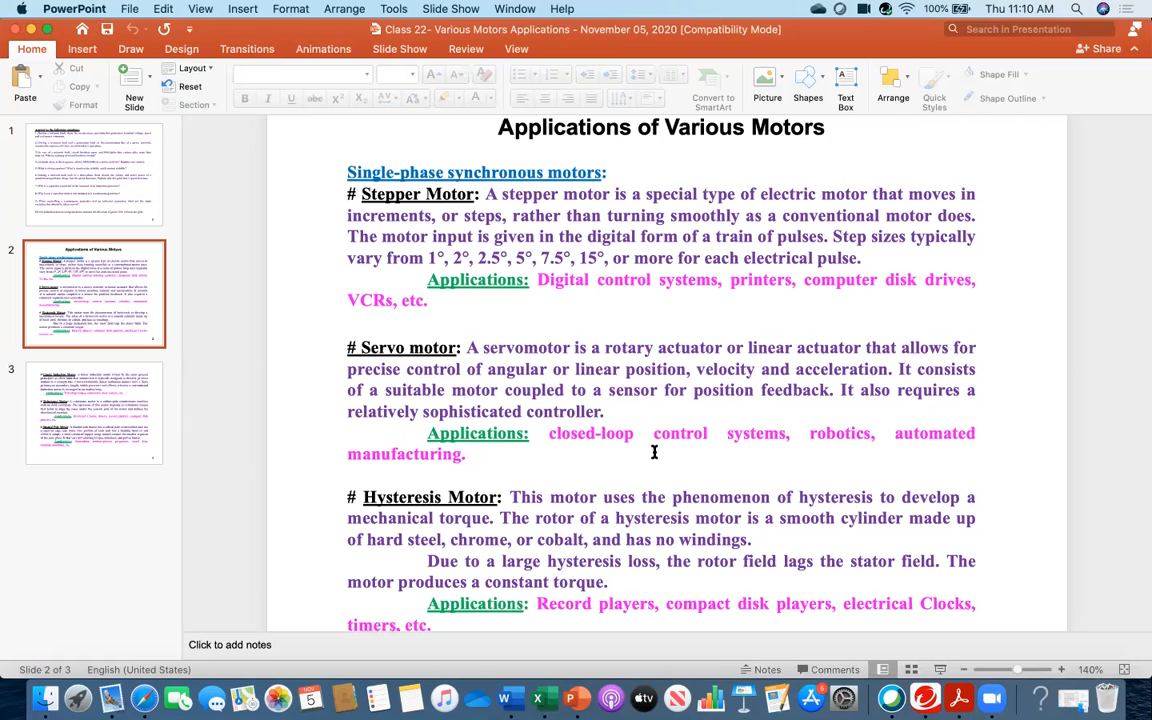 PowerPoint File Edit View Insert Format Arrange Tools Slide Show Window Help 100% Thu 11:10 AM
Class 22- Various Motors Applications - November 05, 2020 [Compatibility Mode] Search in Presentation
Home Insert Draw Design Transitions Animations Slide Show Review View Share
Paste Cut Copy Format New Slide Layout Reset Section
Convert to SmartArt Picture Shapes Text Box Arrange Quick Styles Shape Fill Shape Outline
1
2
3
Applications of Various Motors
Single-phase synchronous motors:
# Stepper Motor: A stepper motor is a special type of electric motor that moves in
increments, or steps, rather than turning smoothly as a conventional motor does.
The motor input is given in the digital form of a train of pulses. Step sizes typically
vary from 1°, 2°, 2.5°, 5°, 7.5°, 15°, or more for each electrical pulse.
Applications: Digital control systems, printers, computer disk drives,
VCRs, etc.
# Servo motor: A servomotor is a rotary actuator or linear actuator that allows for
precise control of angular or linear position, velocity and acceleration. It consists
of a suitable motor coupled to a sensor for position feedback. It also requires a
relatively sophisticated controller.
Applications: closed-loop control systems, robotics, automated
manufacturing.
# Hysteresis Motor: This motor uses the phenomenon of hysteresis to develop a
mechanical torque. The rotor of a hysteresis motor is a smooth cylinder made up
of hard steel, chrome, or cobalt, and has no windings.
Due to a large hysteresis loss, the rotor field lags the stator field. The
motor produces a constant torque.
Applications: Record players, compact disk players, electrical Clocks,
timers, etc.
Click to add notes
Slide 2 of 3 English (United States) Notes Comments 140%